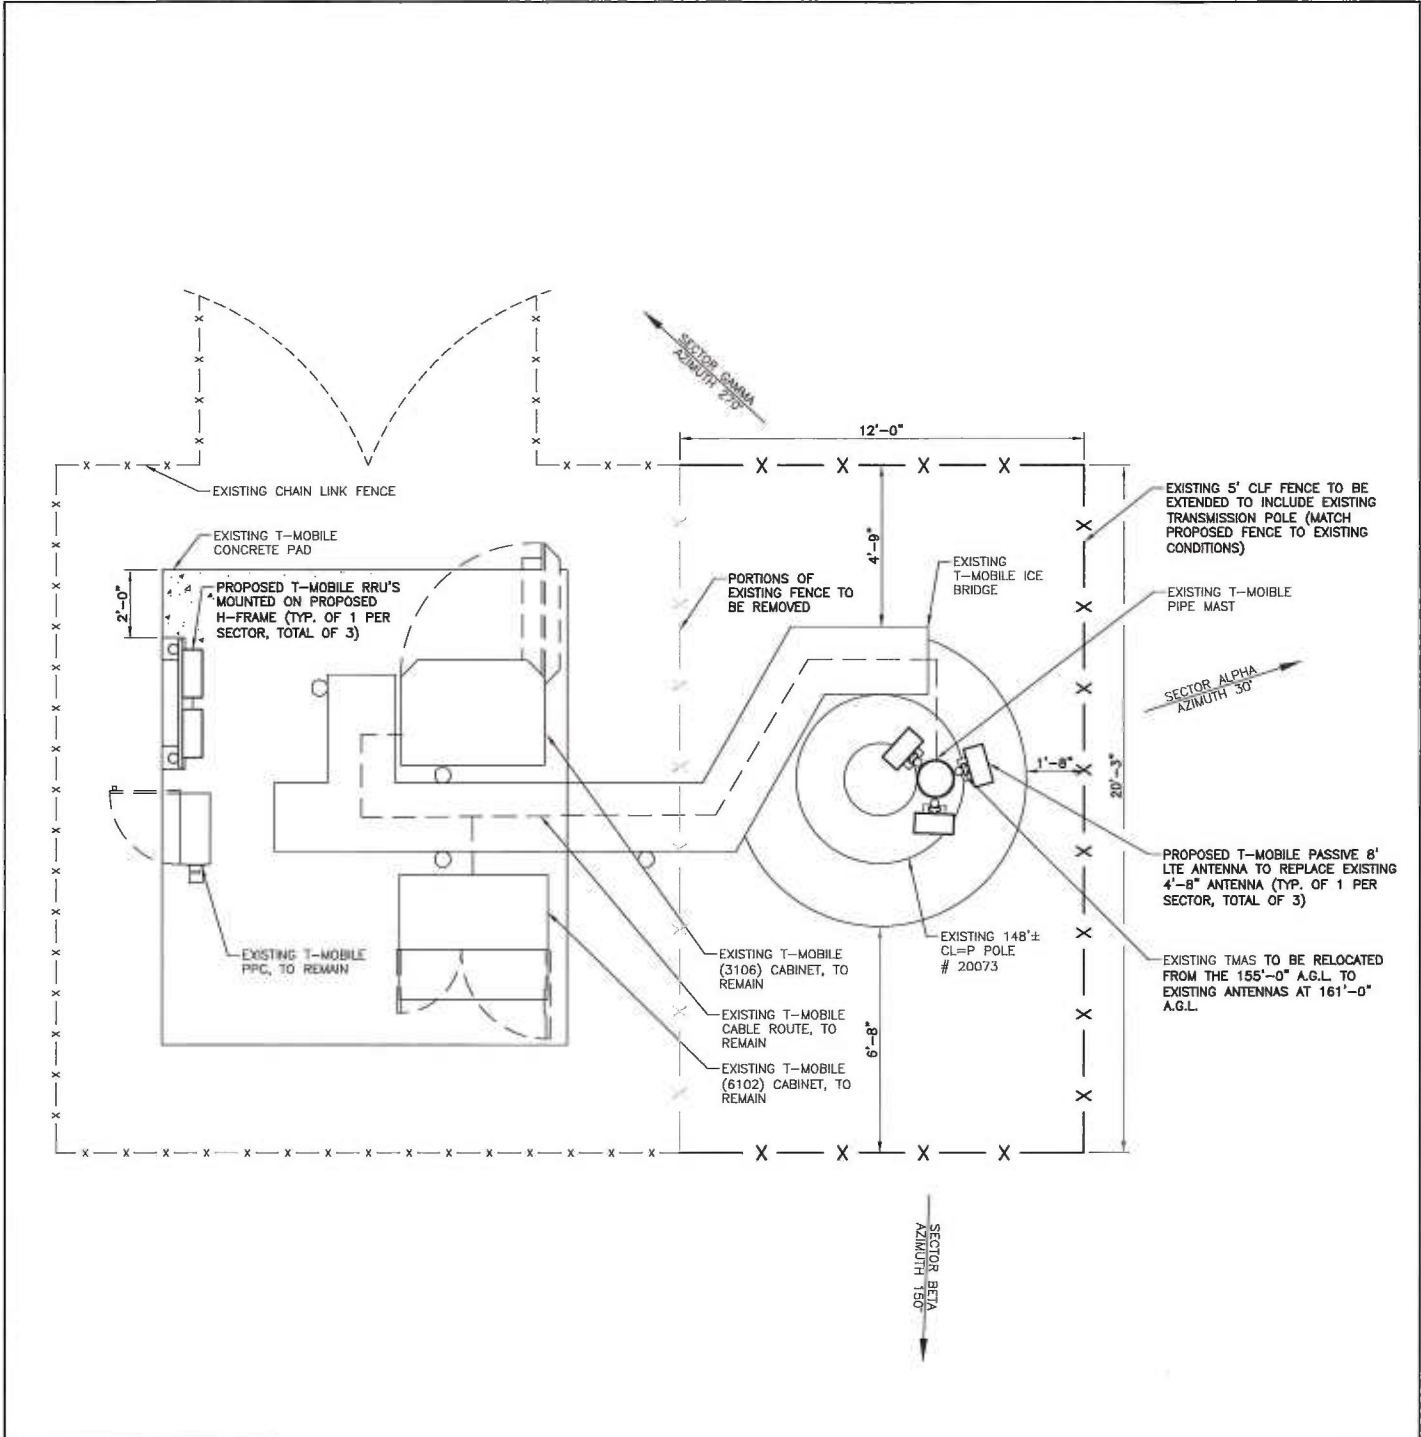 SECTOR GAMMA
AZIMUTH 270°
12'-0"
EXISTING CHAIN LINK FENCE
EXISTING 5' CLF FENCE TO BE
EXTENDED TO INCLUDE EXISTING
TRANSMISSION POLE (MATCH
PROPOSED FENCE TO EXISTING
CONDITIONS)
EXISTING T-MOBILE
CONCRETE PAD
4'-9"
EXISTING
T-MOBILE ICE
BRIDGE
2'-0"
PROPOSED T-MOBILE RRU'S
MOUNTED ON PROPOSED
H-FRAME (TYP. OF 1 PER
SECTOR, TOTAL OF 3)
PORTIONS OF
EXISTING FENCE TO
BE REMOVED
EXISTING T-MOIBLE
PIPE MAST
SECTOR ALPHA
AZIMUTH 30°
1'-8"
20'-3"
PROPOSED T-MOBILE PASSIVE 8'
LTE ANTENNA TO REPLACE EXISTING
4'-8" ANTENNA (TYP. OF 1 PER
SECTOR, TOTAL OF 3)
EXISTING 148'±
CL=P POLE
# 20073
EXISTING T-MOBILE
PPC, TO REMAIN
EXISTING T-MOBILE
(3106) CABINET, TO
REMAIN
EXISTING TMAS TO BE RELOCATED
FROM THE 155'-0" A.G.L. TO
EXISTING ANTENNAS AT 161'-0"
A.G.L.
EXISTING T-MOBILE
CABLE ROUTE, TO
REMAIN
6'-8"
EXISTING T-MOBILE
(6102) CABINET, TO
REMAIN
SECTOR BETA
AZIMUTH 150°